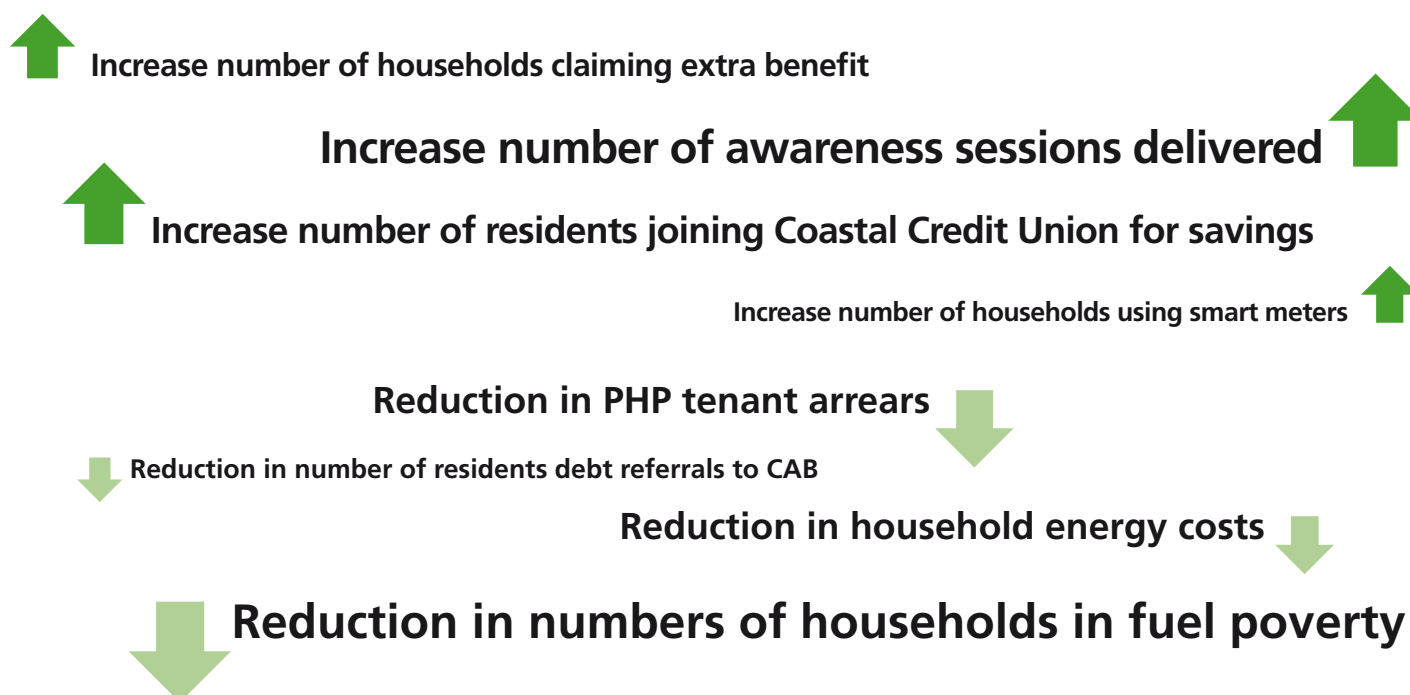 Increase number of households claiming extra benefit
Increase number of awareness sessions delivered
Increase number of residents joining Coastal Credit Union for savings
Increase number of households using smart meters
Reduction in PHP tenant arrears
Reduction in number of residents debt referrals to CAB
Reduction in household energy costs
Reduction in numbers of households in fuel poverty